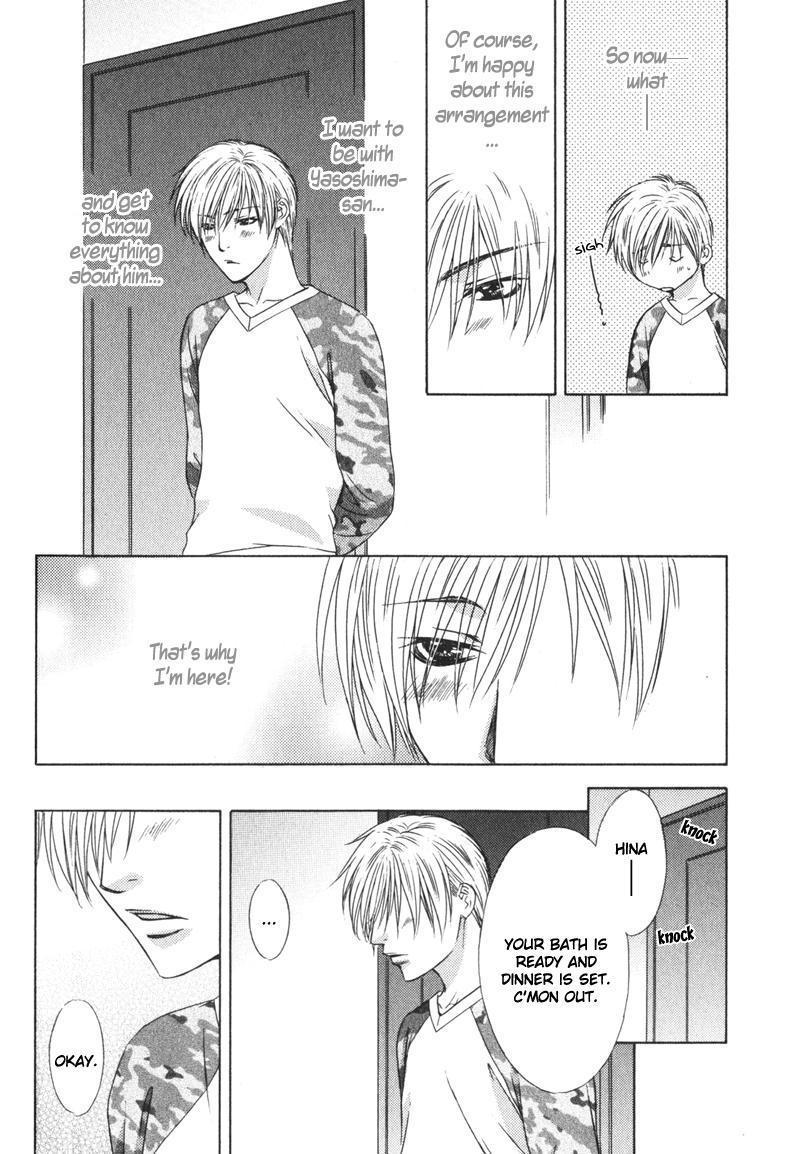 So now—
what
—
SIGH
OF course,
I'm happy
about this
arrangement
...
I want to
be with
Yasoshima-
san...
and get
to know
everything
about him...
That's why
I'm here!
knock
knock
HINA
—
YOUR BATH IS
READY AND
DINNER IS SET.
C'MON OUT.
...
OKAY.